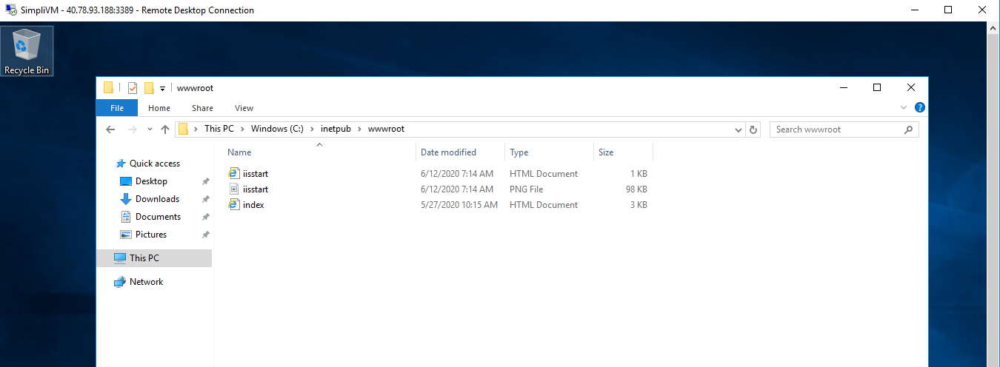 SimpliVM - 40.78.93.188:3389 - Remote Desktop Connection
Recycle Bin
wwwroot
File Home Share View
This PC Windows (C:) inetpub wwwroot Search wwwroot
Name Date modified Type Size
Quick access
iisstart 6/12/2020 7:14 AM HTML Document 1 KB
Desktop
iisstart 6/12/2020 7:14 AM PNG File 98 KB
Downloads
index 5/27/2020 10:15 AM HTML Document 3 KB
Documents
Pictures
This PC
Network